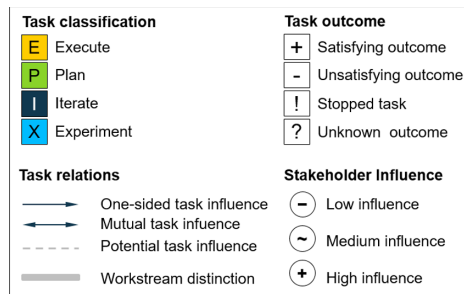 Task classification
E Execute
P Plan
I Iterate
X Experiment
Task outcome
+ Satisfying outcome
- Unsatisfying outcome
! Stopped task
? Unknown outcome
Task relations
One-sided task influence
Mutual task infuence
Potential task influence
Workstream distinction
Stakeholder Influence
– Low influence
~ Medium influence
+ High influence